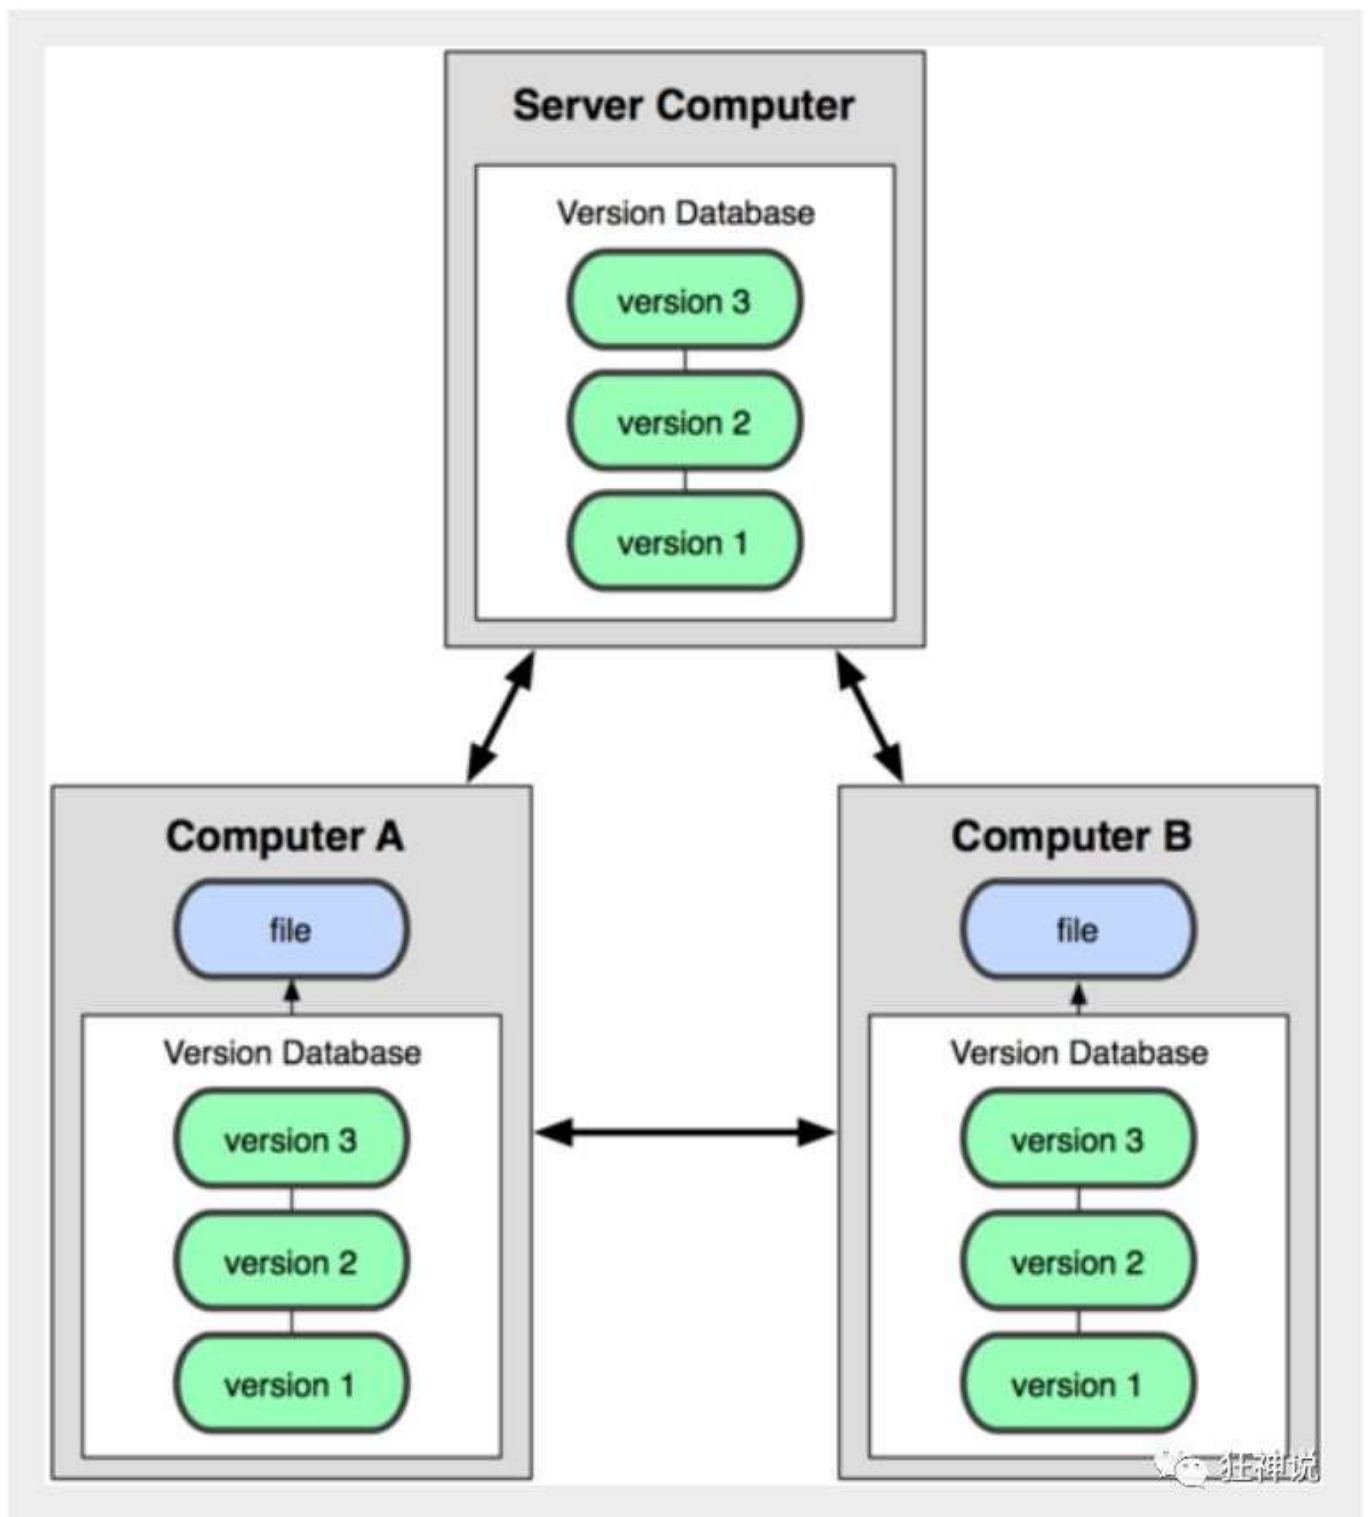 Server Computer
Version Database
version 3
version 2
version 1
Computer A
file
Version Database
version 3
version 2
version 1
Computer B
file
Version Database
version 3
version 2
version 1
狂神说